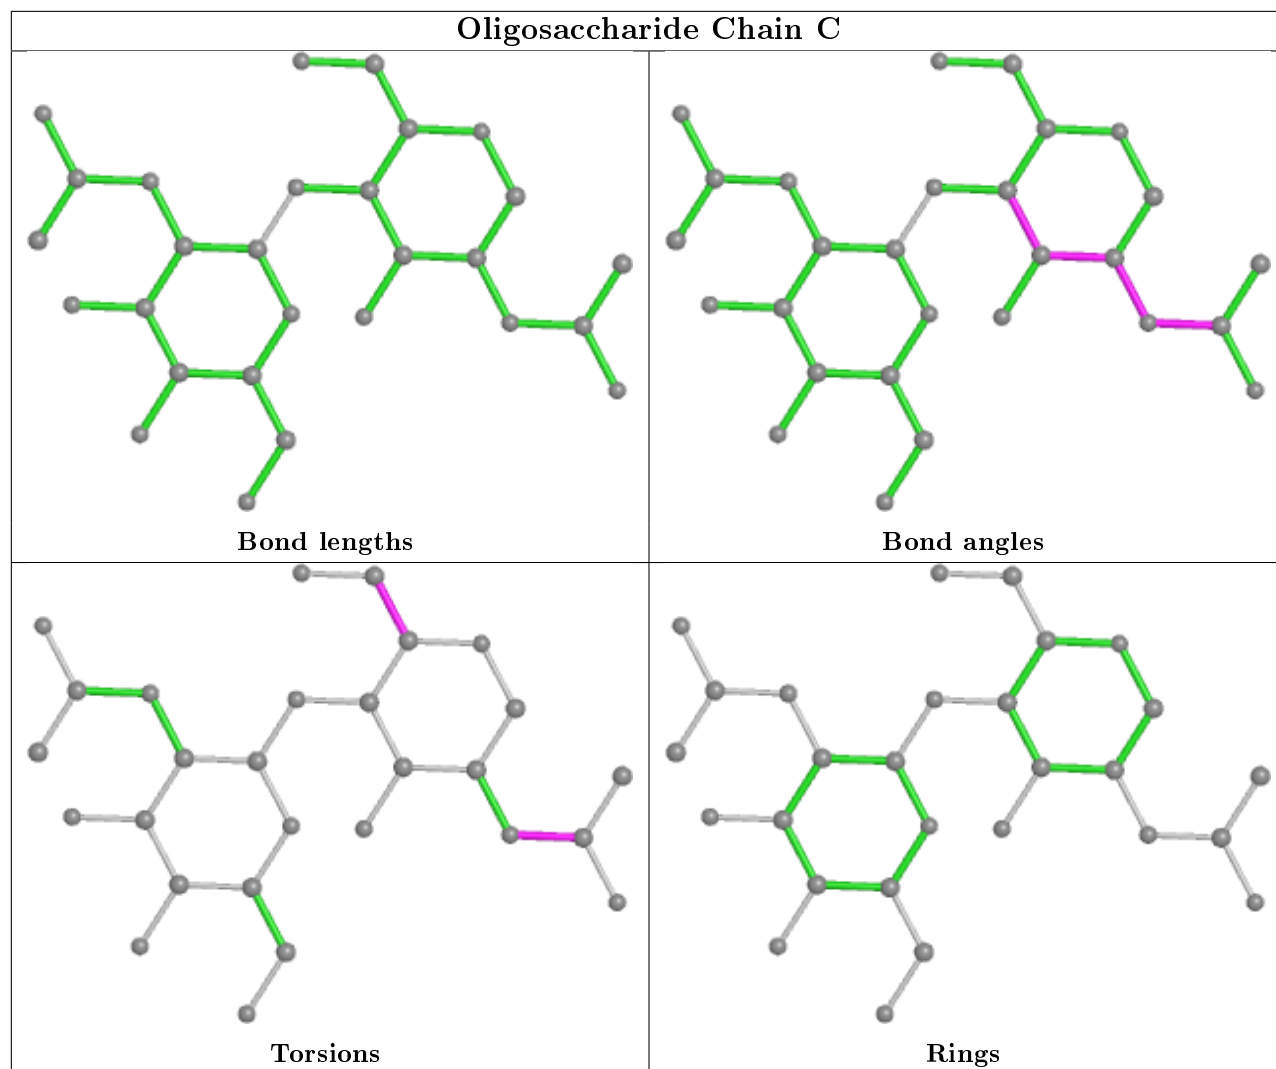 Oligosaccharide Chain C
Bond lengths
Bond angles
Torsions
Rings